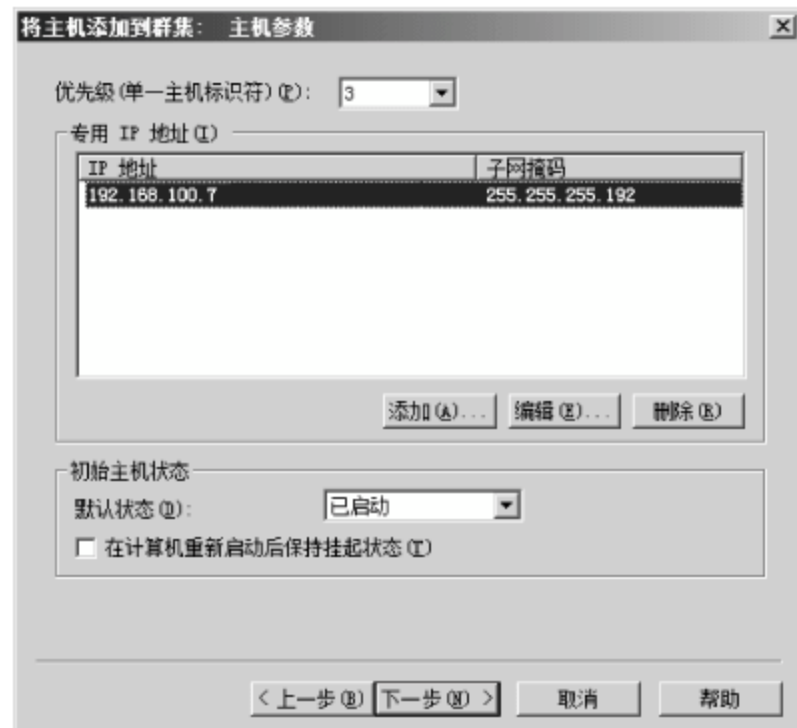 将主机添加到群集: 主机参数
优先级(单一主机标识符)(P): 3
专用 IP 地址(I)
IP 地址 子网掩码
192.168.100.7 255.255.255.192
添加(A)... 编辑(E)... 删除(R)
初始主机状态
默认状态(D): 已启动
在计算机重新启动后保持挂起状态(T)
< 上一步(B) 下一步(N) > 取消 帮助